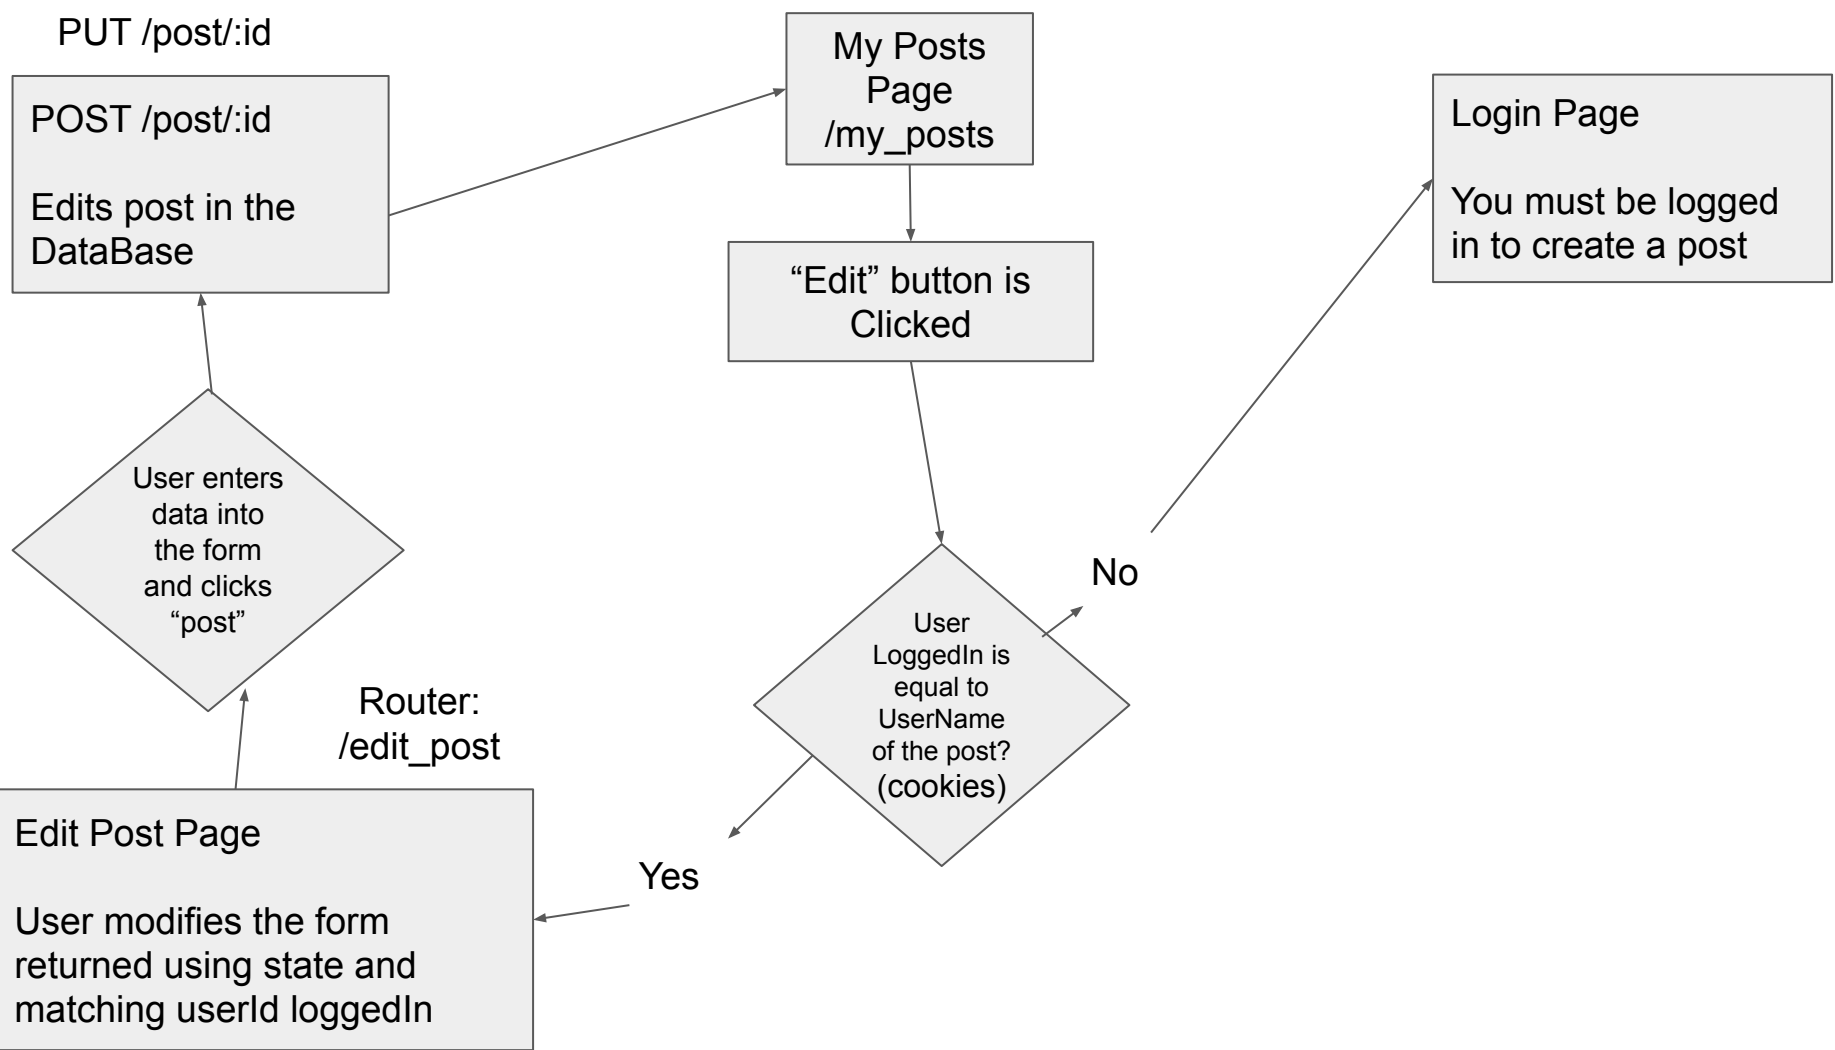 PUT /post/:id
POST /post/:id
Edits post in the
DataBase
My Posts
Page
/my_posts
Login Page
You must be logged
in to create a post
“Edit” button is
Clicked
User enters
data into
the form
and clicks
“post”
No
User
LoggedIn is
equal to
UserName
of the post?
(cookies)
Router:
/edit_post
Yes
Edit Post Page
User modifies the form
returned using state and
matching userId loggedIn